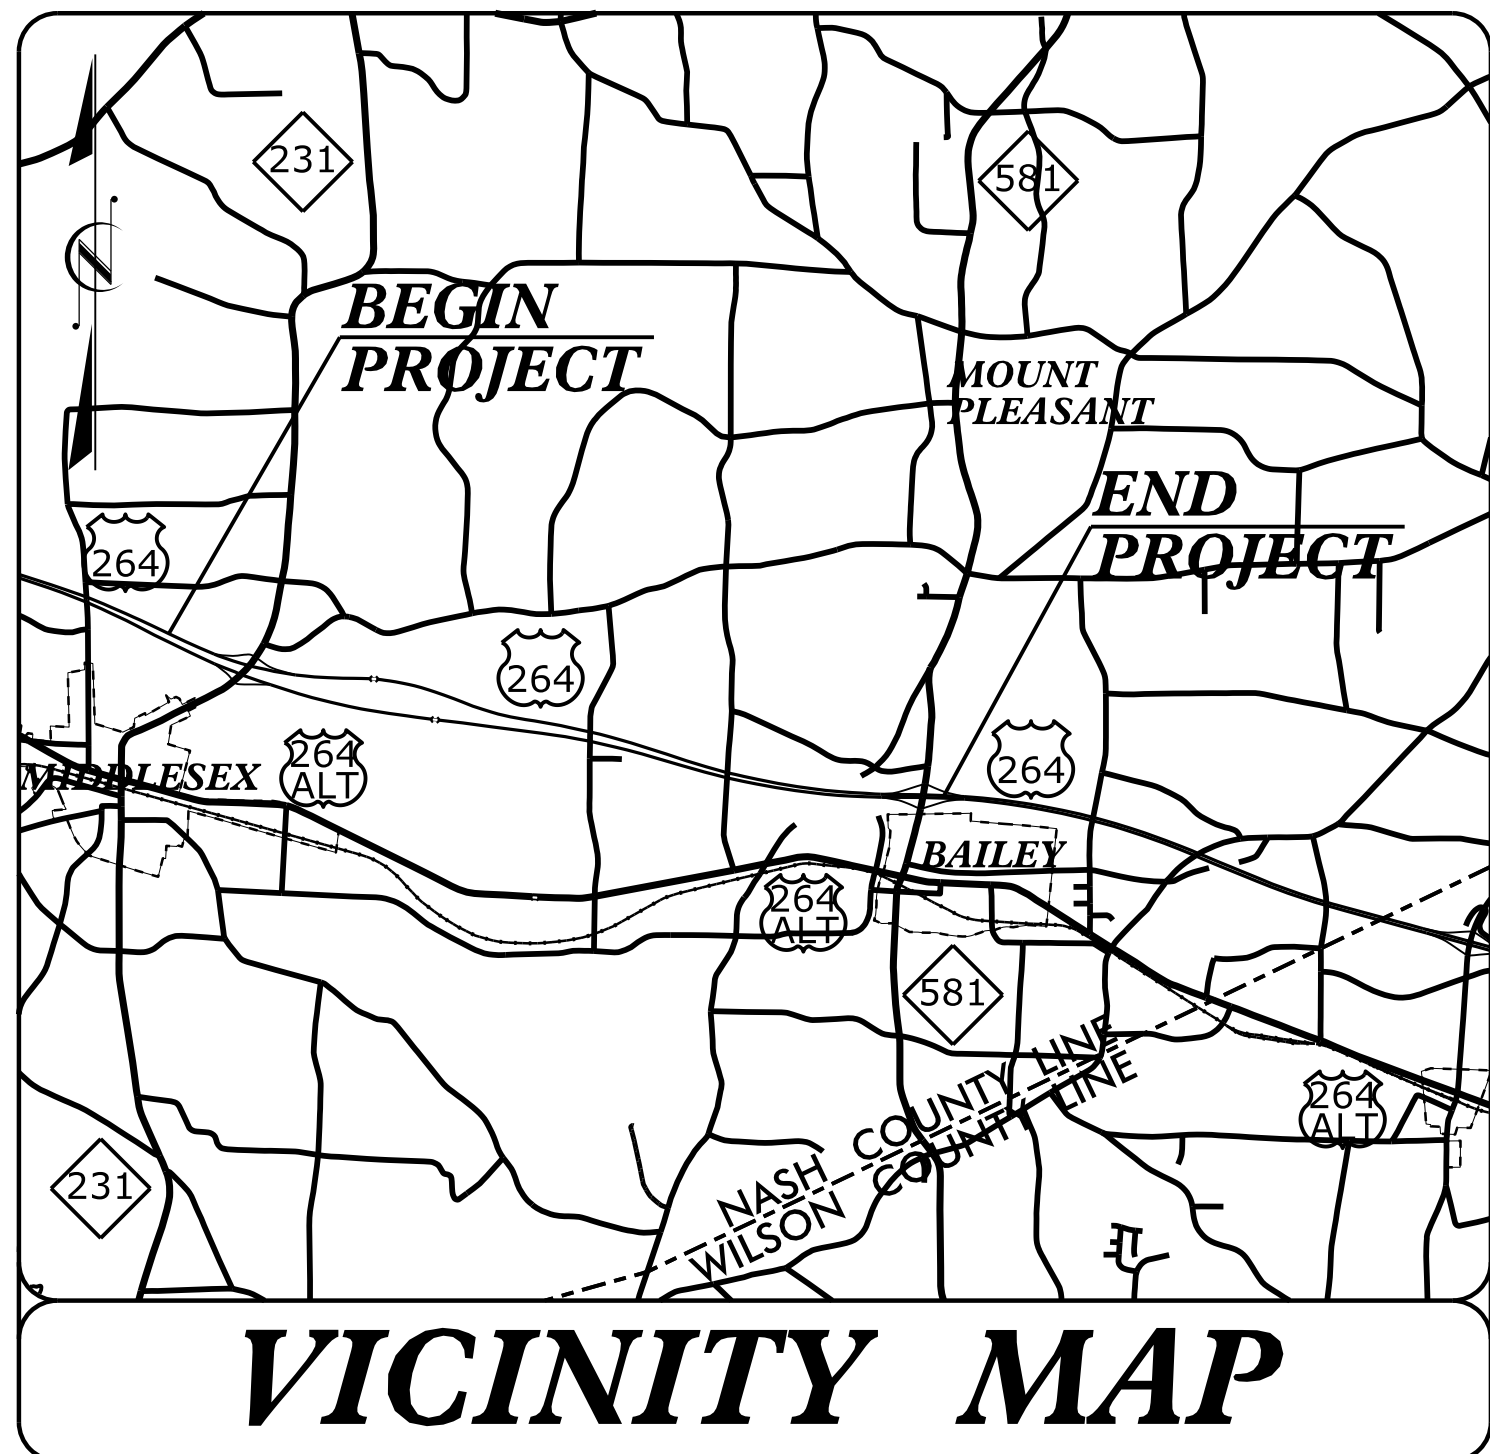 231
581
N
BEGIN
PROJECT
MOUNT
PLEASANT
END
PROJECT
264
264
264
264
ALT
MIDDLESEX
BAILEY
264
ALT
581
NASH COUNTY LINE
WILSON COUNTY LINE
264
ALT
231
VICINITY MAP